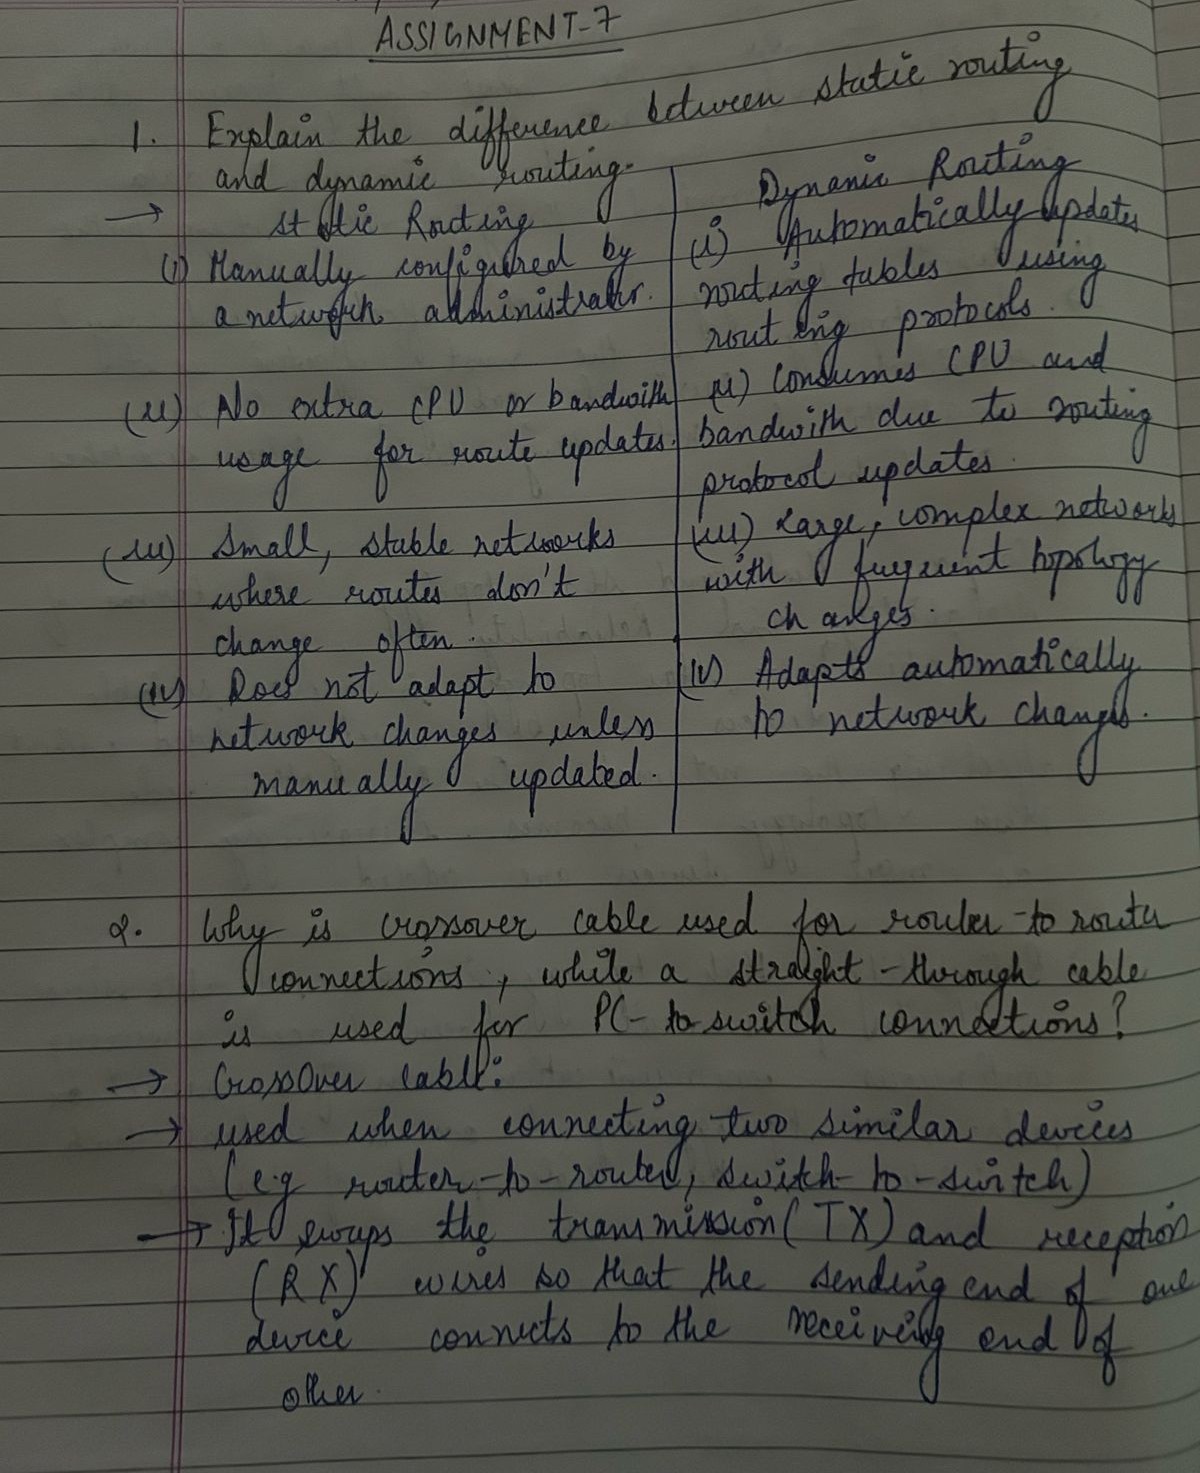 ASSIGNMENT-7
1. Explain the difference between static routing
and dynamic routing.
→ static Routing
(i) Manually configured by
a network administrator.
(ii) No extra CPU or bandwith
usage for route updates.
(iii) Small, stable networks
where routes don't
change often.
(iv) Does not adapt to
network changes unless
manually updated.
Dynamic Routing
(i) Automatically updates
routing tables using
routing protocols.
(ii) Consumes CPU and
bandwith due to routing
protocol updates.
(iii) Large, complex networks
with frequent topology
changes.
(iv) Adapts automatically
to network changes.
2. Why is crossover cable used for router-to router
connections, while a straight-through cable
is used for PC-to switch connections?
→ CrossOver cable:
→ used when connecting two similar devices
(e.g router-to-router, switch-to-switch)
→ It swaps the transmission (TX) and reception
(RX) wires so that the sending end of one
device connects to the receiving end of
other.